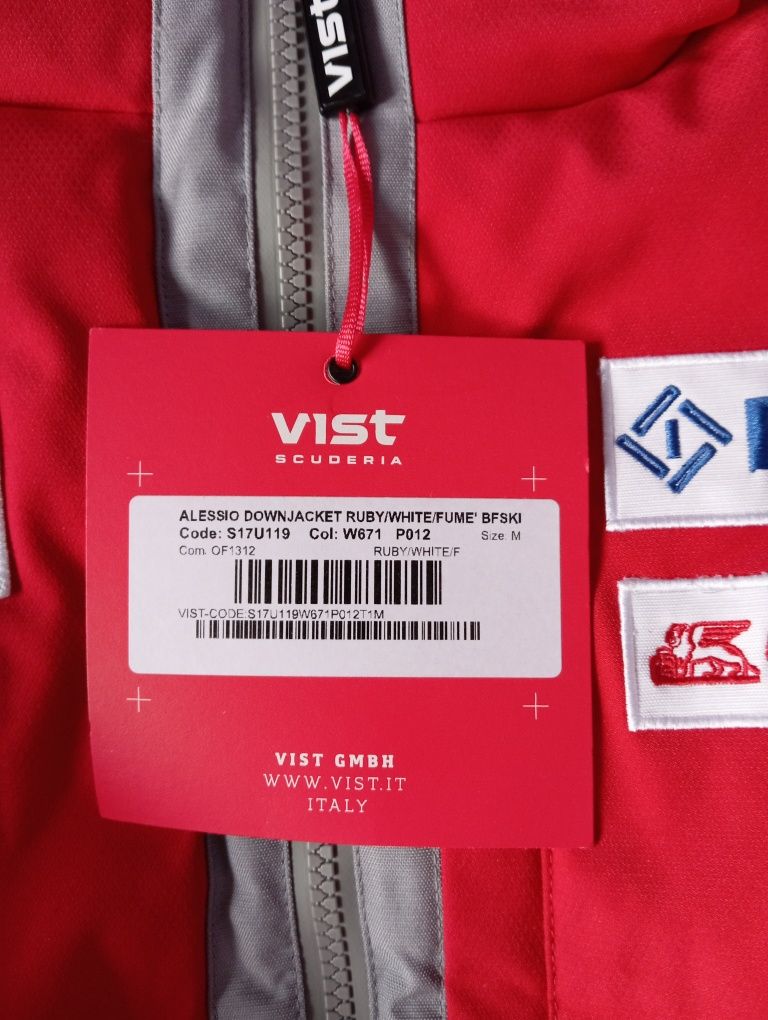 VIST
VIST
SCUDERIA
ALESSIO DOWNJACKET RUBY/WHITE/FUME' BFSKI
Code: S17U119 Col: W671 P012 Size: M
Com. OF1312 RUBY/WHITE/F
VIST-CODE:S17U119W671P012T1M
VIST GMBH
WWW.VIST.IT
ITALY